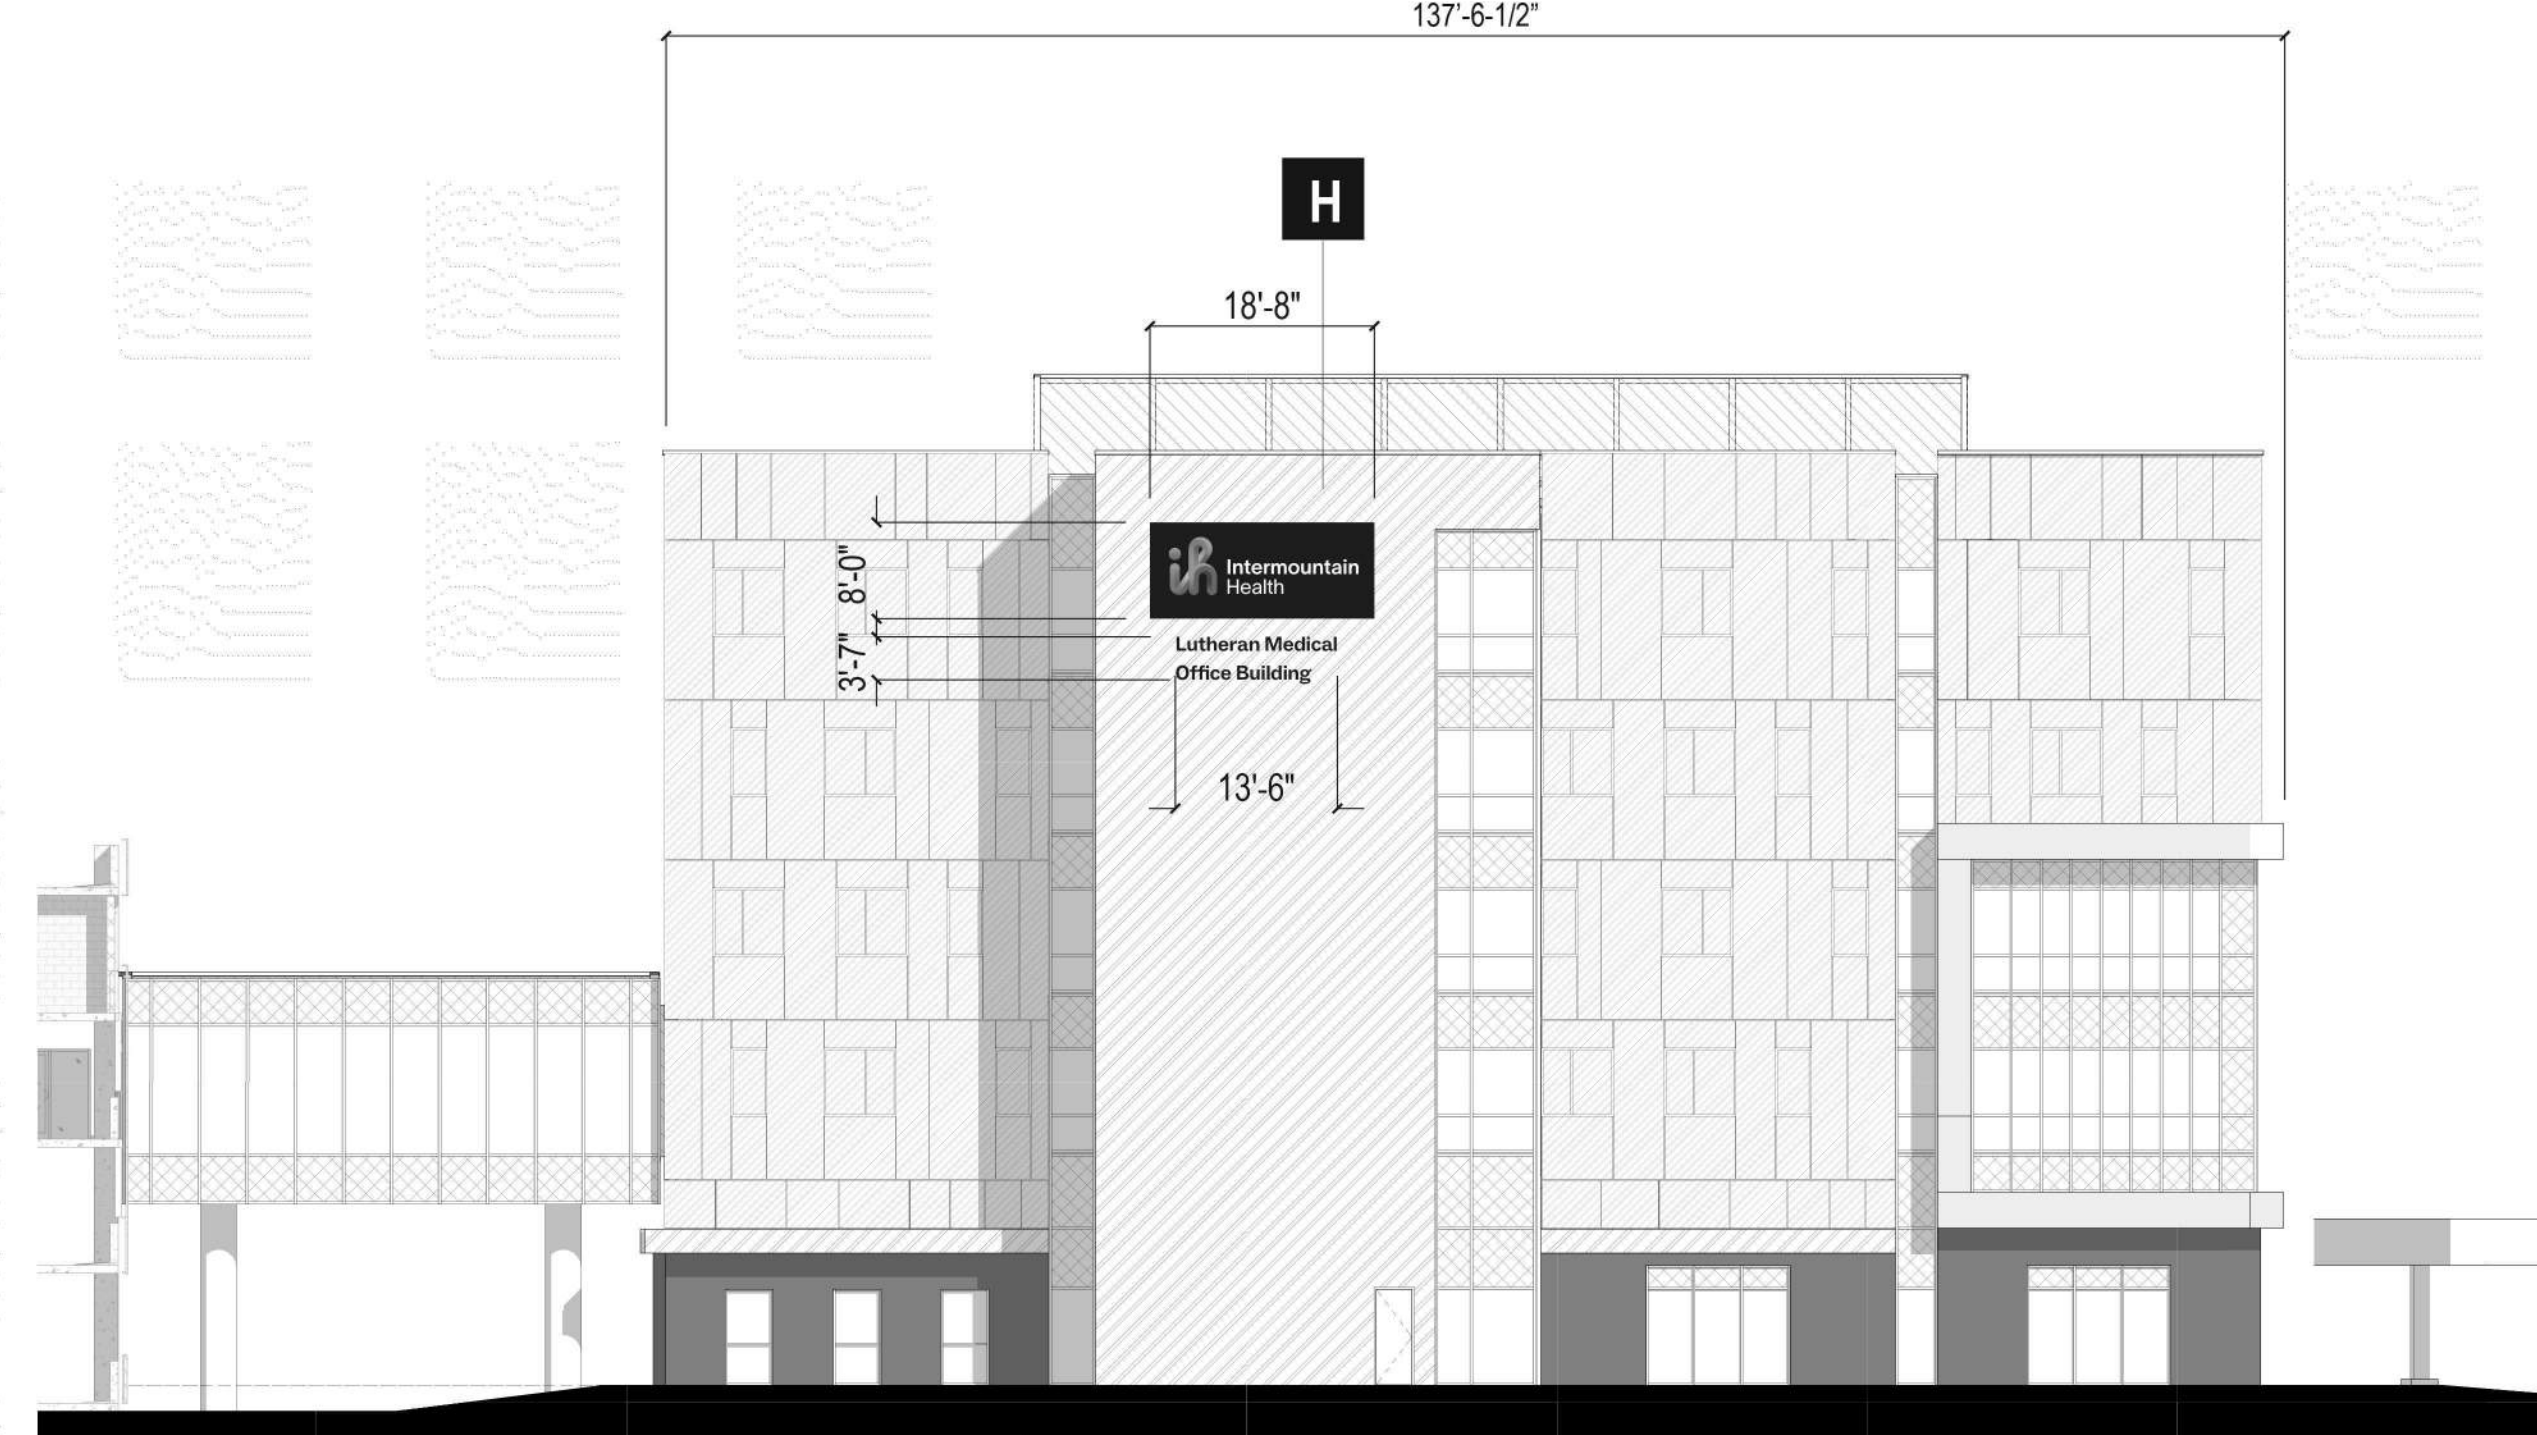 137'-6-1/2”
H
18'-8"
8'-0"
Intermountain
Health
3'-7"
Lutheran Medical
Office Building
13'-6"